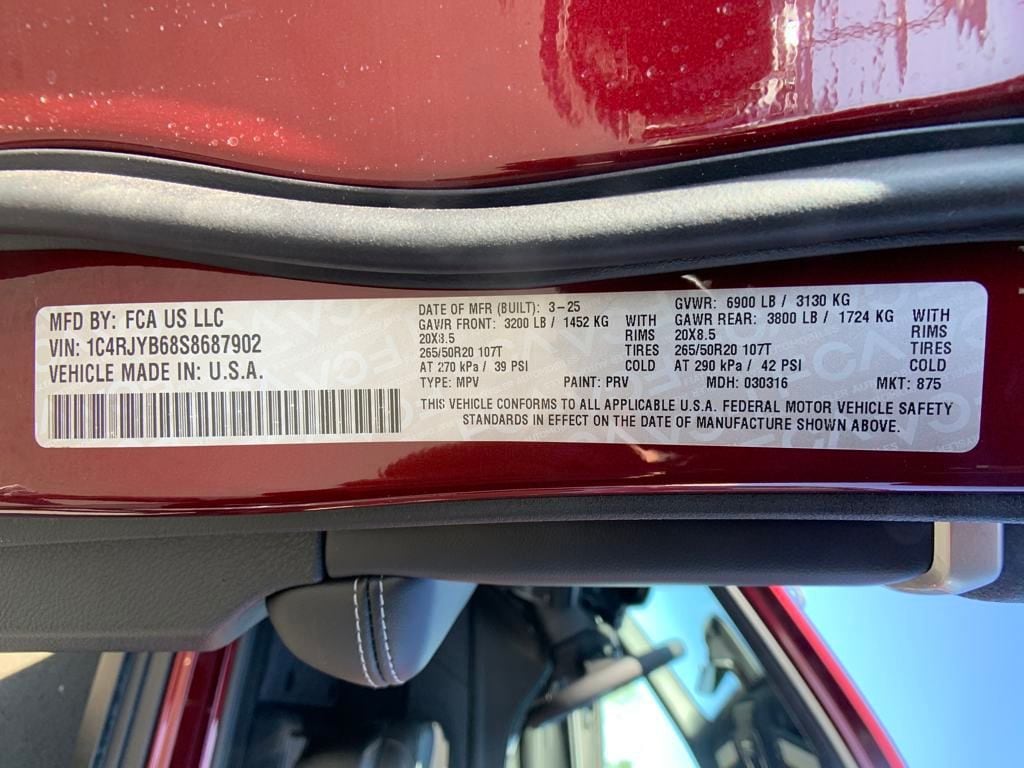 MFD BY: FCA US LLC
VIN: 1C4RJYB68S8687902
VEHICLE MADE IN: U.S.A.
DATE OF MFR (BUILT): 3-25
GAWR FRONT: 3200 LB / 1452 KG WITH
20X8.5 RIMS
265/50R20 107T TIRES
AT 270 kPa / 39 PSI COLD
GVWR: 6900 LB / 3130 KG
GAWR REAR: 3800 LB / 1724 KG WITH
20X8.5 RIMS
265/50R20 107T TIRES
AT 290 kPa / 42 PSI COLD
TYPE: MPV PAINT: PRV MDH: 030316 MKT: 875
THIS VEHICLE CONFORMS TO ALL APPLICABLE U.S.A. FEDERAL MOTOR VEHICLE SAFETY
STANDARDS IN EFFECT ON THE DATE OF MANUFACTURE SHOWN ABOVE.